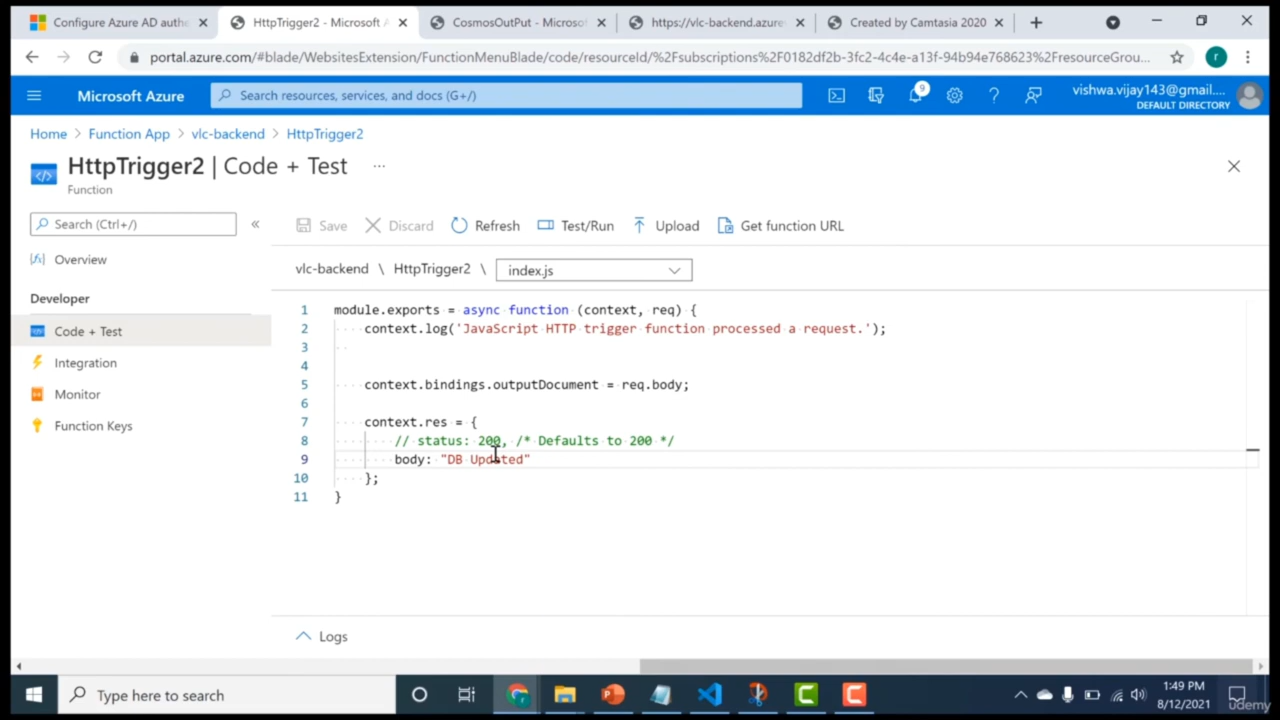 Configure Azure AD authe
HttpTrigger2 - Microsoft A
CosmosOutPut - Microsof
https://vlc-backend.azure
Created by Camtasia 2020
portal.azure.com/#blade/WebsitesExtension/FunctionMenuBlade/code/resourceId/%2Fsubscriptions%2F0182df2b-3fc2-4c4e-a13f-94b94e768623%2FresourceGrou...
r
Microsoft Azure
Search resources, services, and docs (G+/)
9
vishwa.vijay143@gmail....
DEFAULT DIRECTORY
Home > Function App > vlc-backend > HttpTrigger2
HttpTrigger2 | Code + Test ...
Function
Search (Ctrl+/)
«
Save Discard Refresh Test/Run Upload Get function URL
Overview
Developer
Code + Test
Integration
Monitor
Function Keys
vlc-backend \ HttpTrigger2 \ index.js
1 module.exports = async function (context, req) {
2 context.log('JavaScript HTTP trigger function processed a request.');
3
4
5 context.bindings.outputDocument = req.body;
6
7 context.res = {
8 // status: 200, /* Defaults to 200 */
9 body: "DB Updated"
10 };
11 }
Logs
Type here to search
1:49 PM
8/12/2021
udemy